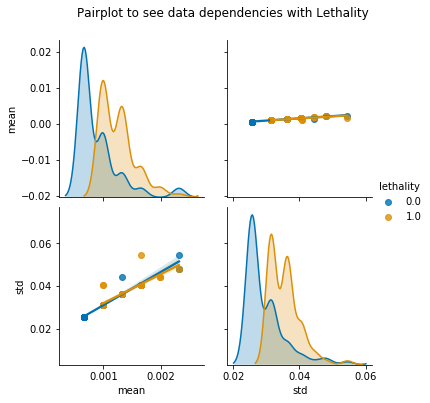 Pairplot to see data dependencies with Lethality
0.02
0.01
0.00
−0.01
−0.02
mean
lethality
0.0
1.0
0.06
0.04
0.02
std
0.001
0.002
mean
0.02
0.04
0.06
std